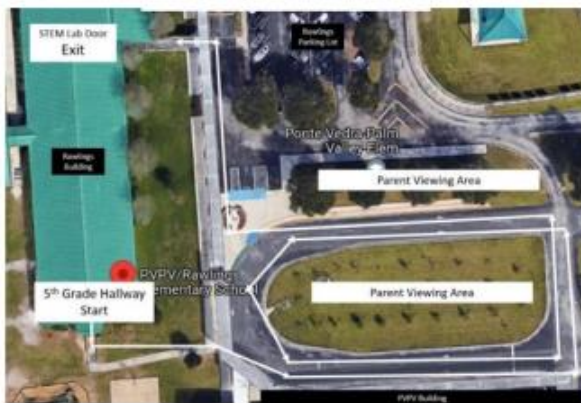 STEM Lab Door
Exit
Rawlings
Parking Lot
Ponte Vedra Palm
Valley Elem
Rawlings
Building
Parent Viewing Area
PVPV/Rawlings
Elementary School
5th Grade Hallway
Start
Parent Viewing Area
PVPV Building